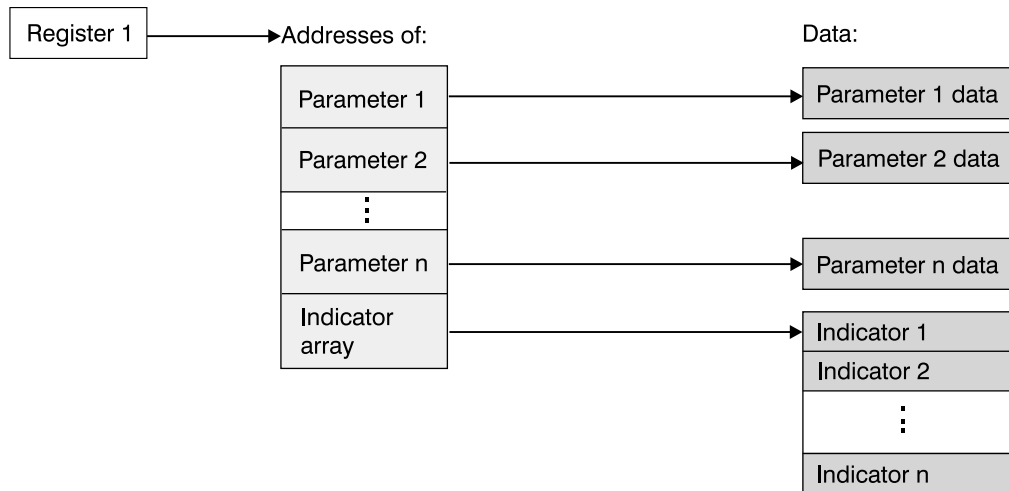 Register 1
Addresses of:
Data:
Parameter 1
Parameter 1 data
Parameter 2
Parameter 2 data
Parameter n
Parameter n data
Indicator
array
Indicator 1
Indicator 2
Indicator n